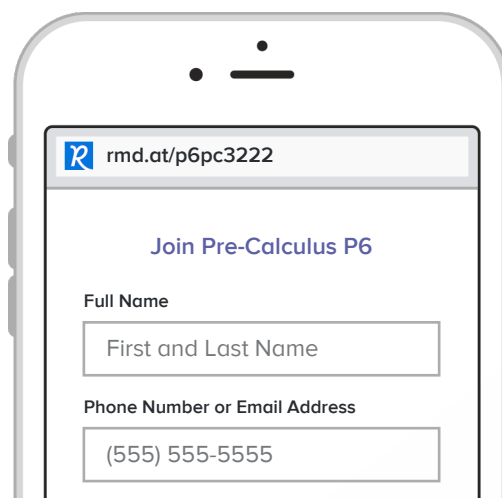 rmd.at/p6pc3222
Join Pre-Calculus P6
Full Name
First and Last Name
Phone Number or Email Address
(555) 555-5555